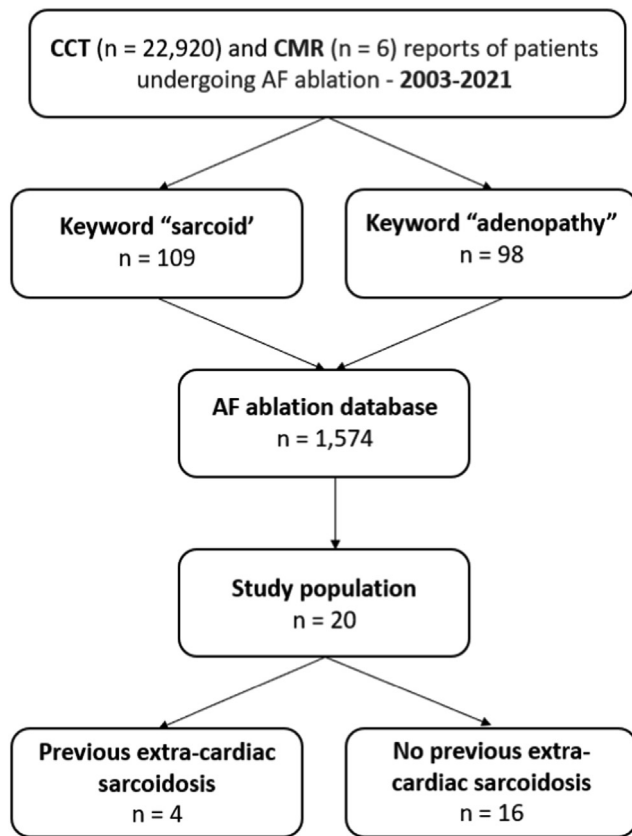 CCT (n = 22,920) and CMR (n = 6) reports of patients
undergoing AF ablation - 2003-2021
Keyword “sarcoid’
n = 109
Keyword “adenopathy”
n = 98
AF ablation database
n = 1,574
Study population
n = 20
Previous extra-cardiac
sarcoidosis
n = 4
No previous extra-
cardiac sarcoidosis
n = 16